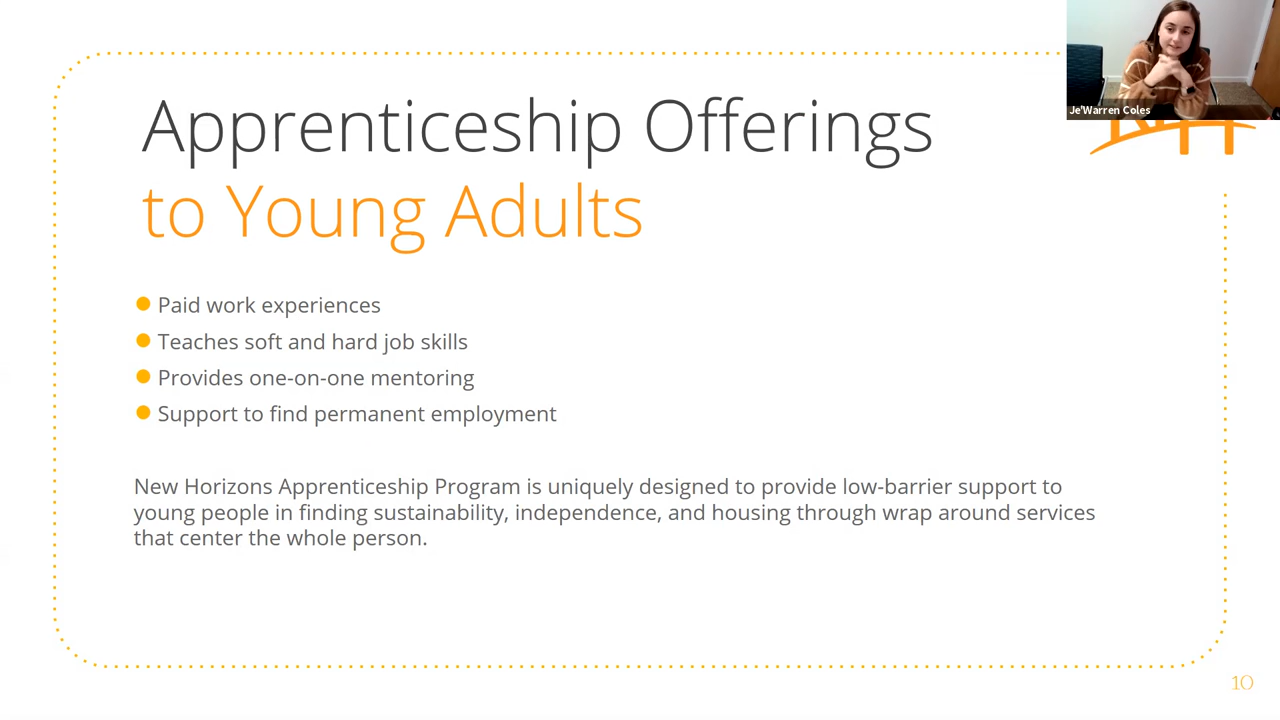 Apprenticeship Offerings
to Young Adults
Paid work experiences
Teaches soft and hard job skills
Provides one-on-one mentoring
Support to find permanent employment
New Horizons Apprenticeship Program is uniquely designed to provide low-barrier support to
young people in finding sustainability, independence, and housing through wrap around services
that center the whole person.
Je'Warren Coles
10